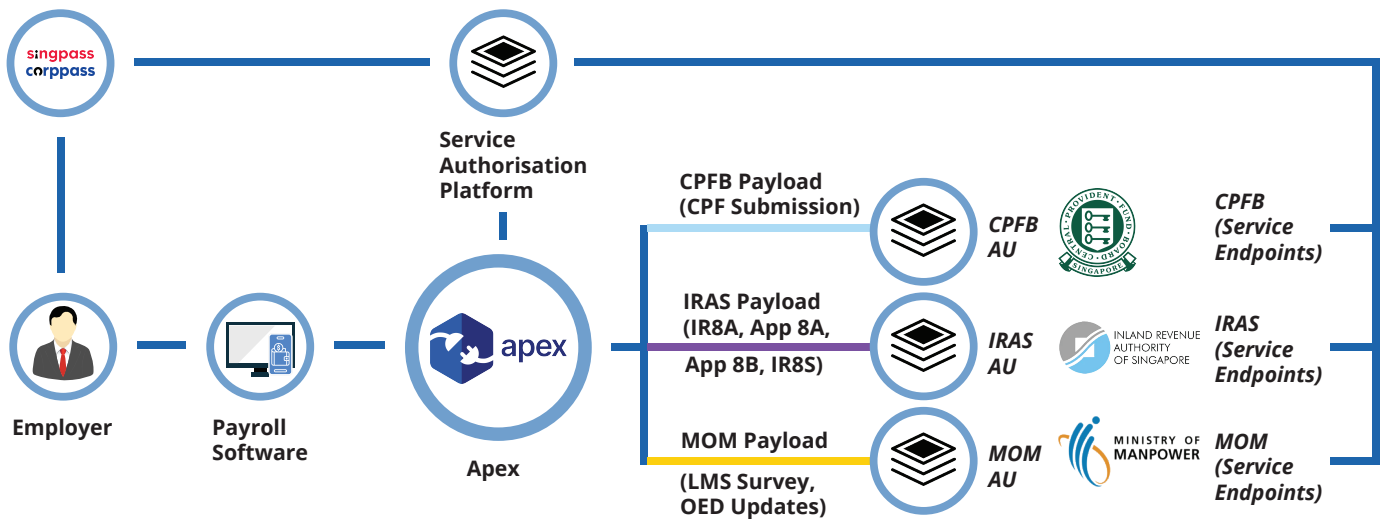 singpass
corppass
Service
Authorisation
Platform
Employer
Payroll
Software
apex
Apex
CPFB Payload
(CPF Submission)
CPFB
AU
CENTRAL · PROVIDENT · FUND · BOARD
SINGAPORE
CPFB
(Service
Endpoints)
IRAS Payload
(IR8A, App 8A,
App 8B, IR8S)
IRAS
AU
INLAND REVENUE
AUTHORITY
OF SINGAPORE
IRAS
(Service
Endpoints)
MOM Payload
(LMS Survey,
OED Updates)
MOM
AU
MINISTRY OF
MANPOWER
MOM
(Service
Endpoints)